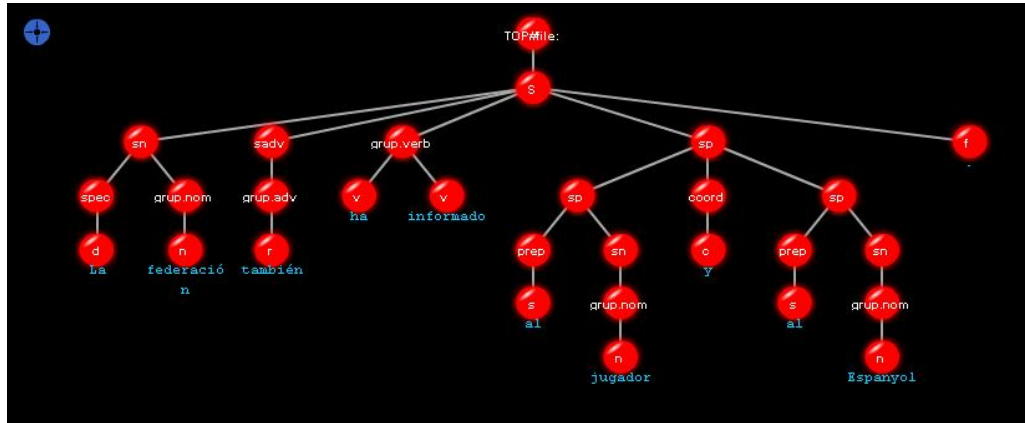 TOP#file:
S
sn sadv grup.verb sp f
spec grup.nom grup.adv v v sp coord sp .
ha informado
d n r prep sn c prep sn
La federació también y
n
s grup.nom s grup.nom
al al
n n
jugador Espanyol